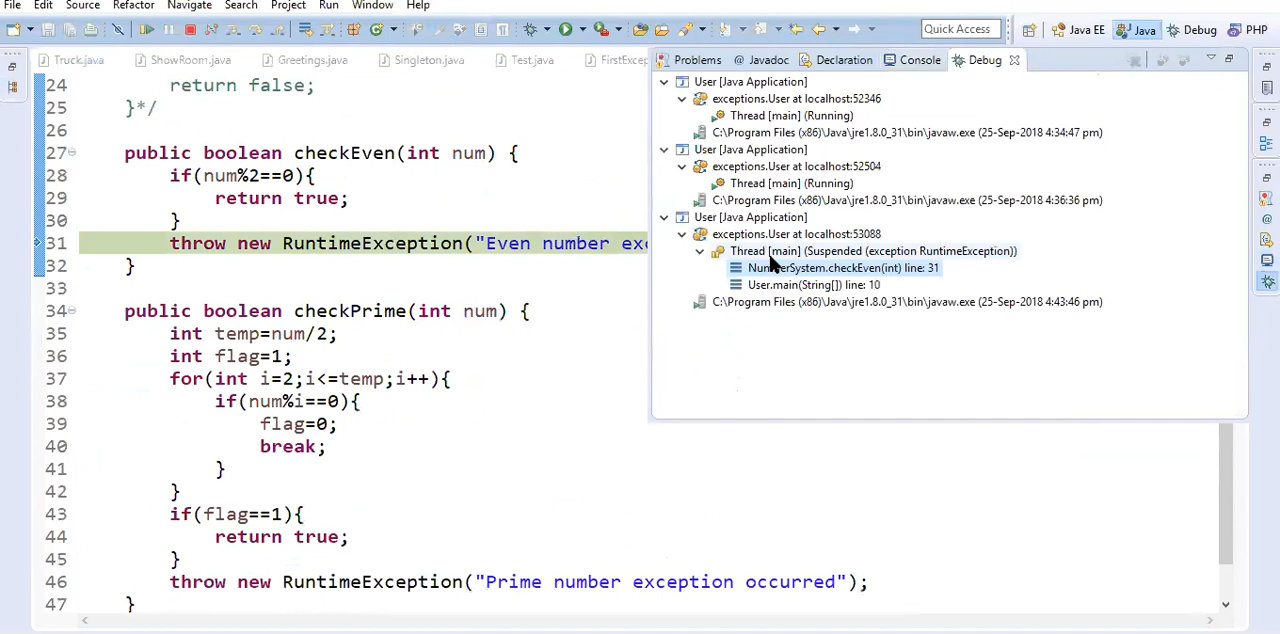 File Edit Source Refactor Navigate Search Project Run Window Help
Quick Access Java EE Java Debug PHP
Truck.java ShowRoom.java Greetings.java Singleton.java Test.java FirstExce
Problems @ Javadoc Declaration Console Debug
24 return false;
25 }*/
26
27 public boolean checkEven(int num) {
28 if(num%2==0){
29 return true;
30 }
31 throw new RuntimeException("Even number exc
32 }
33
34 public boolean checkPrime(int num) {
35 int temp=num/2;
36 int flag=1;
37 for(int i=2;i<=temp;i++){
38 if(num%i==0){
39 flag=0;
40 break;
41 }
42 }
43 if(flag==1){
44 return true;
45 }
46 throw new RuntimeException("Prime number exception occurred");
47 }
User [Java Application]
exceptions.User at localhost:52346
Thread [main] (Running)
C:\Program Files (x86)\Java\jre1.8.0_31\bin\javaw.exe (25-Sep-2018 4:34:47 pm)
User [Java Application]
exceptions.User at localhost:52504
Thread [main] (Running)
C:\Program Files (x86)\Java\jre1.8.0_31\bin\javaw.exe (25-Sep-2018 4:36:36 pm)
User [Java Application]
exceptions.User at localhost:53088
Thread [main] (Suspended (exception RuntimeException))
NumberSystem.checkEven(int) line: 31
User.main(String[]) line: 10
C:\Program Files (x86)\Java\jre1.8.0_31\bin\javaw.exe (25-Sep-2018 4:43:46 pm)